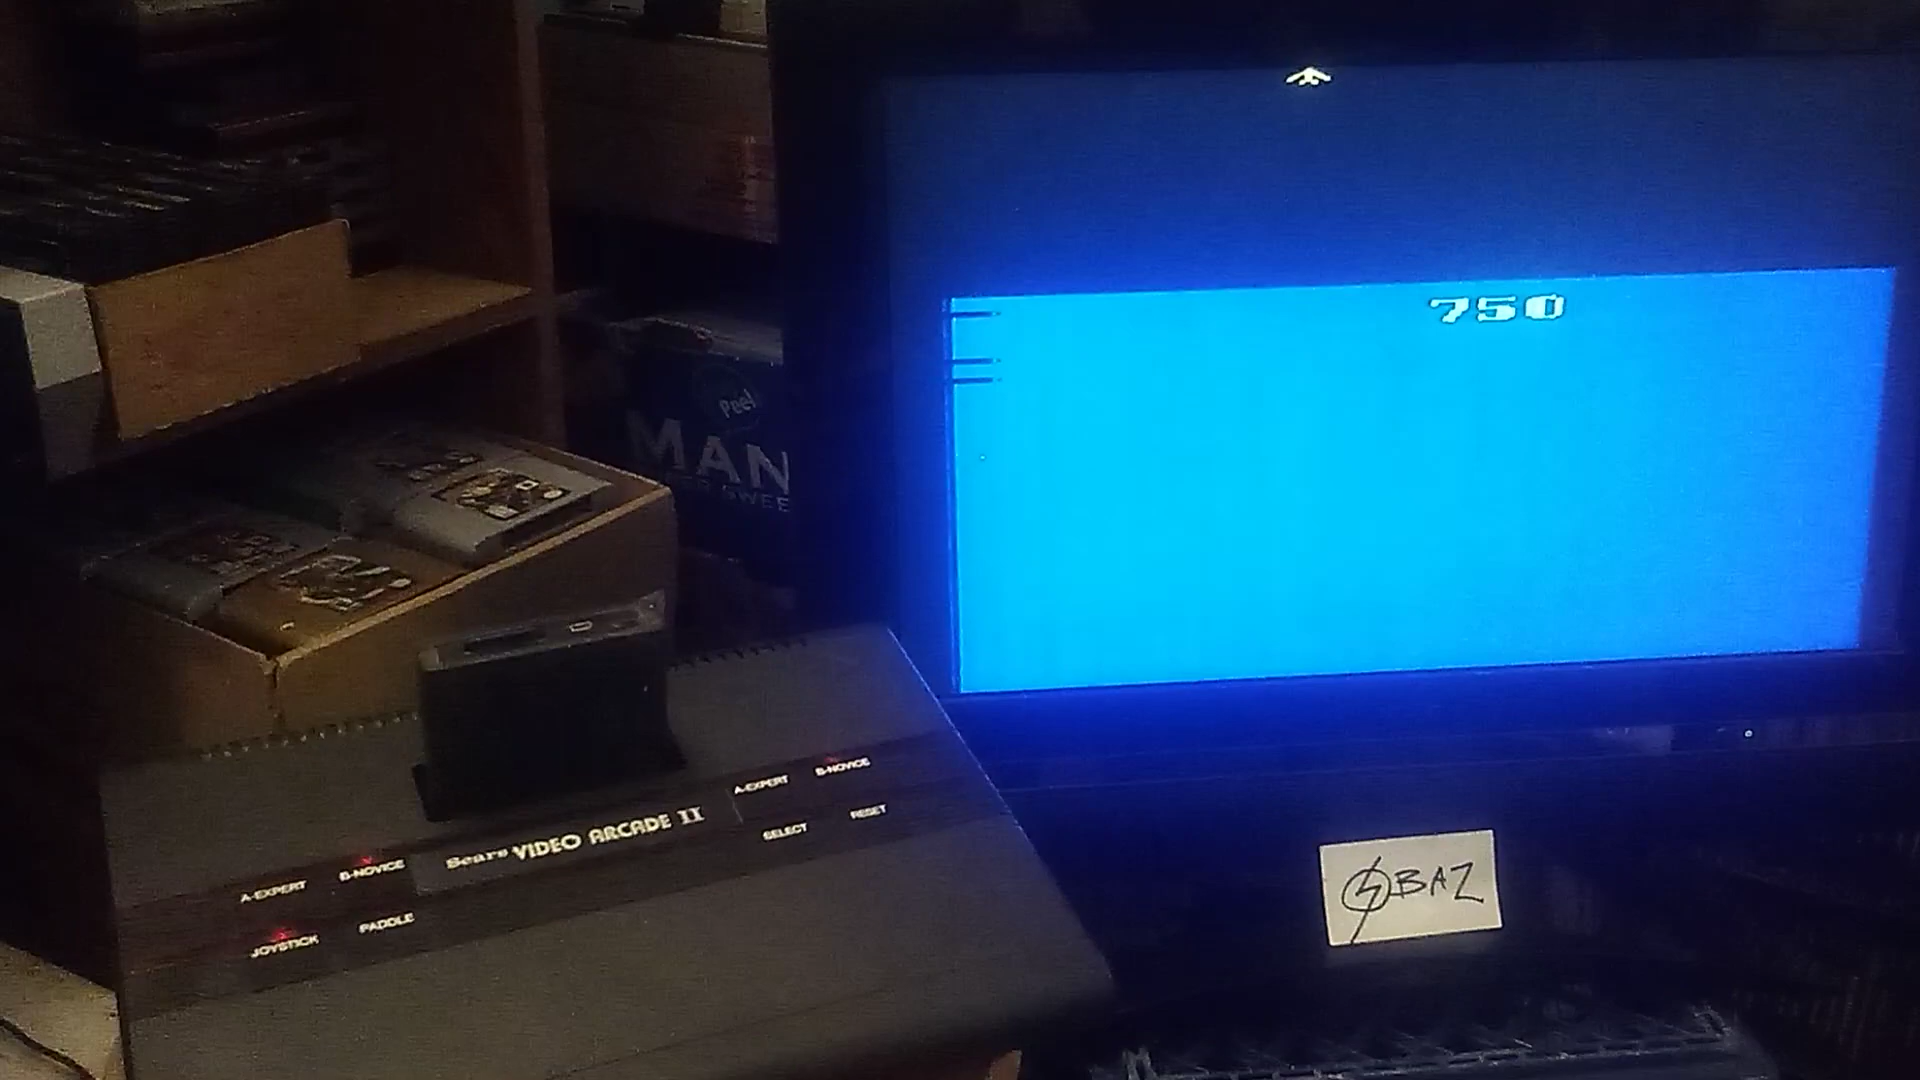 750
Peel
MAN
A-EXPERT
B-NOVICE
Sears VIDEO ARCADE II
A-EXPERT
B-NOVICE
SELECT
RESET
JOYSTICK
PADDLE
BAZ